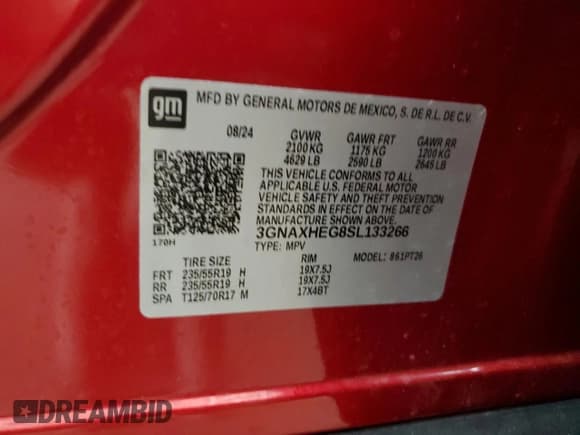 gm
MFD BY GENERAL MOTORS DE MEXICO, S. DE R.L. DE C.V.
08/24 GVWR GAWR FRT GAWR RR
2100 KG 1175 KG 1200 KG
4629 LB 2590 LB 2645 LB
THIS VEHICLE CONFORMS TO ALL
APPLICABLE U.S. FEDERAL MOTOR
VEHICLE SAFETY AND THEFT PREVENTION
STANDARDS IN EFFECT ON THE DATE OF
MANUFACTURE SHOWN ABOVE.
170H 3GNAXHEG8SL133266
TYPE: MPV MODEL: 861PT26
TIRE SIZE RIM
FRT 235/55R19 H 19X7.5J
RR 235/55R19 H 19X7.5J
SPA T125/70R17 M 17X4BT
DREAMBID